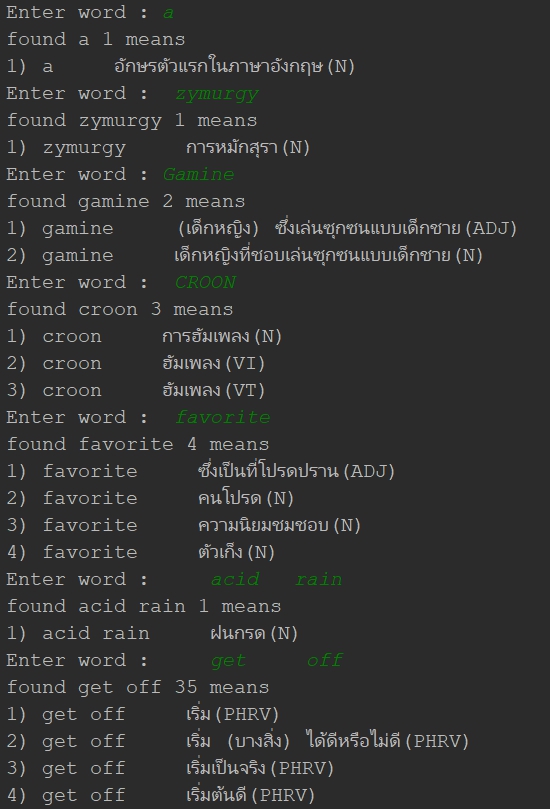 Enter word : a
found a 1 means
1) a     อักษรตัวแรกในภาษาอังกฤษ(N)
Enter word :  zymurgy
found zymurgy 1 means
1) zymurgy     การหมักสุรา(N)
Enter word : Gamine
found gamine 2 means
1) gamine     (เด็กหญิง) ซึ่งเล่นซุกซนแบบเด็กชาย(ADJ)
2) gamine     เด็กหญิงที่ชอบเล่นซุกซนแบบเด็กชาย(N)
Enter word :  CROON
found croon 3 means
1) croon     การฮัมเพลง(N)
2) croon     ฮัมเพลง(VI)
3) croon     ฮัมเพลง(VT)
Enter word :  favorite
found favorite 4 means
1) favorite     ซึ่งเป็นที่โปรดปราน(ADJ)
2) favorite     คนโปรด(N)
3) favorite     ความนิยมชมชอบ(N)
4) favorite     ตัวเก็ง(N)
Enter word :     acid   rain
found acid rain 1 means
1) acid rain     ฝนกรด(N)
Enter word :     get     off
found get off 35 means
1) get off     เริ่ม(PHRV)
2) get off     เริ่ม (บางสิ่ง) ได้ดีหรือไม่ดี(PHRV)
3) get off     เริ่มเป็นจริง(PHRV)
4) get off     เริ่มต้นดี(PHRV)